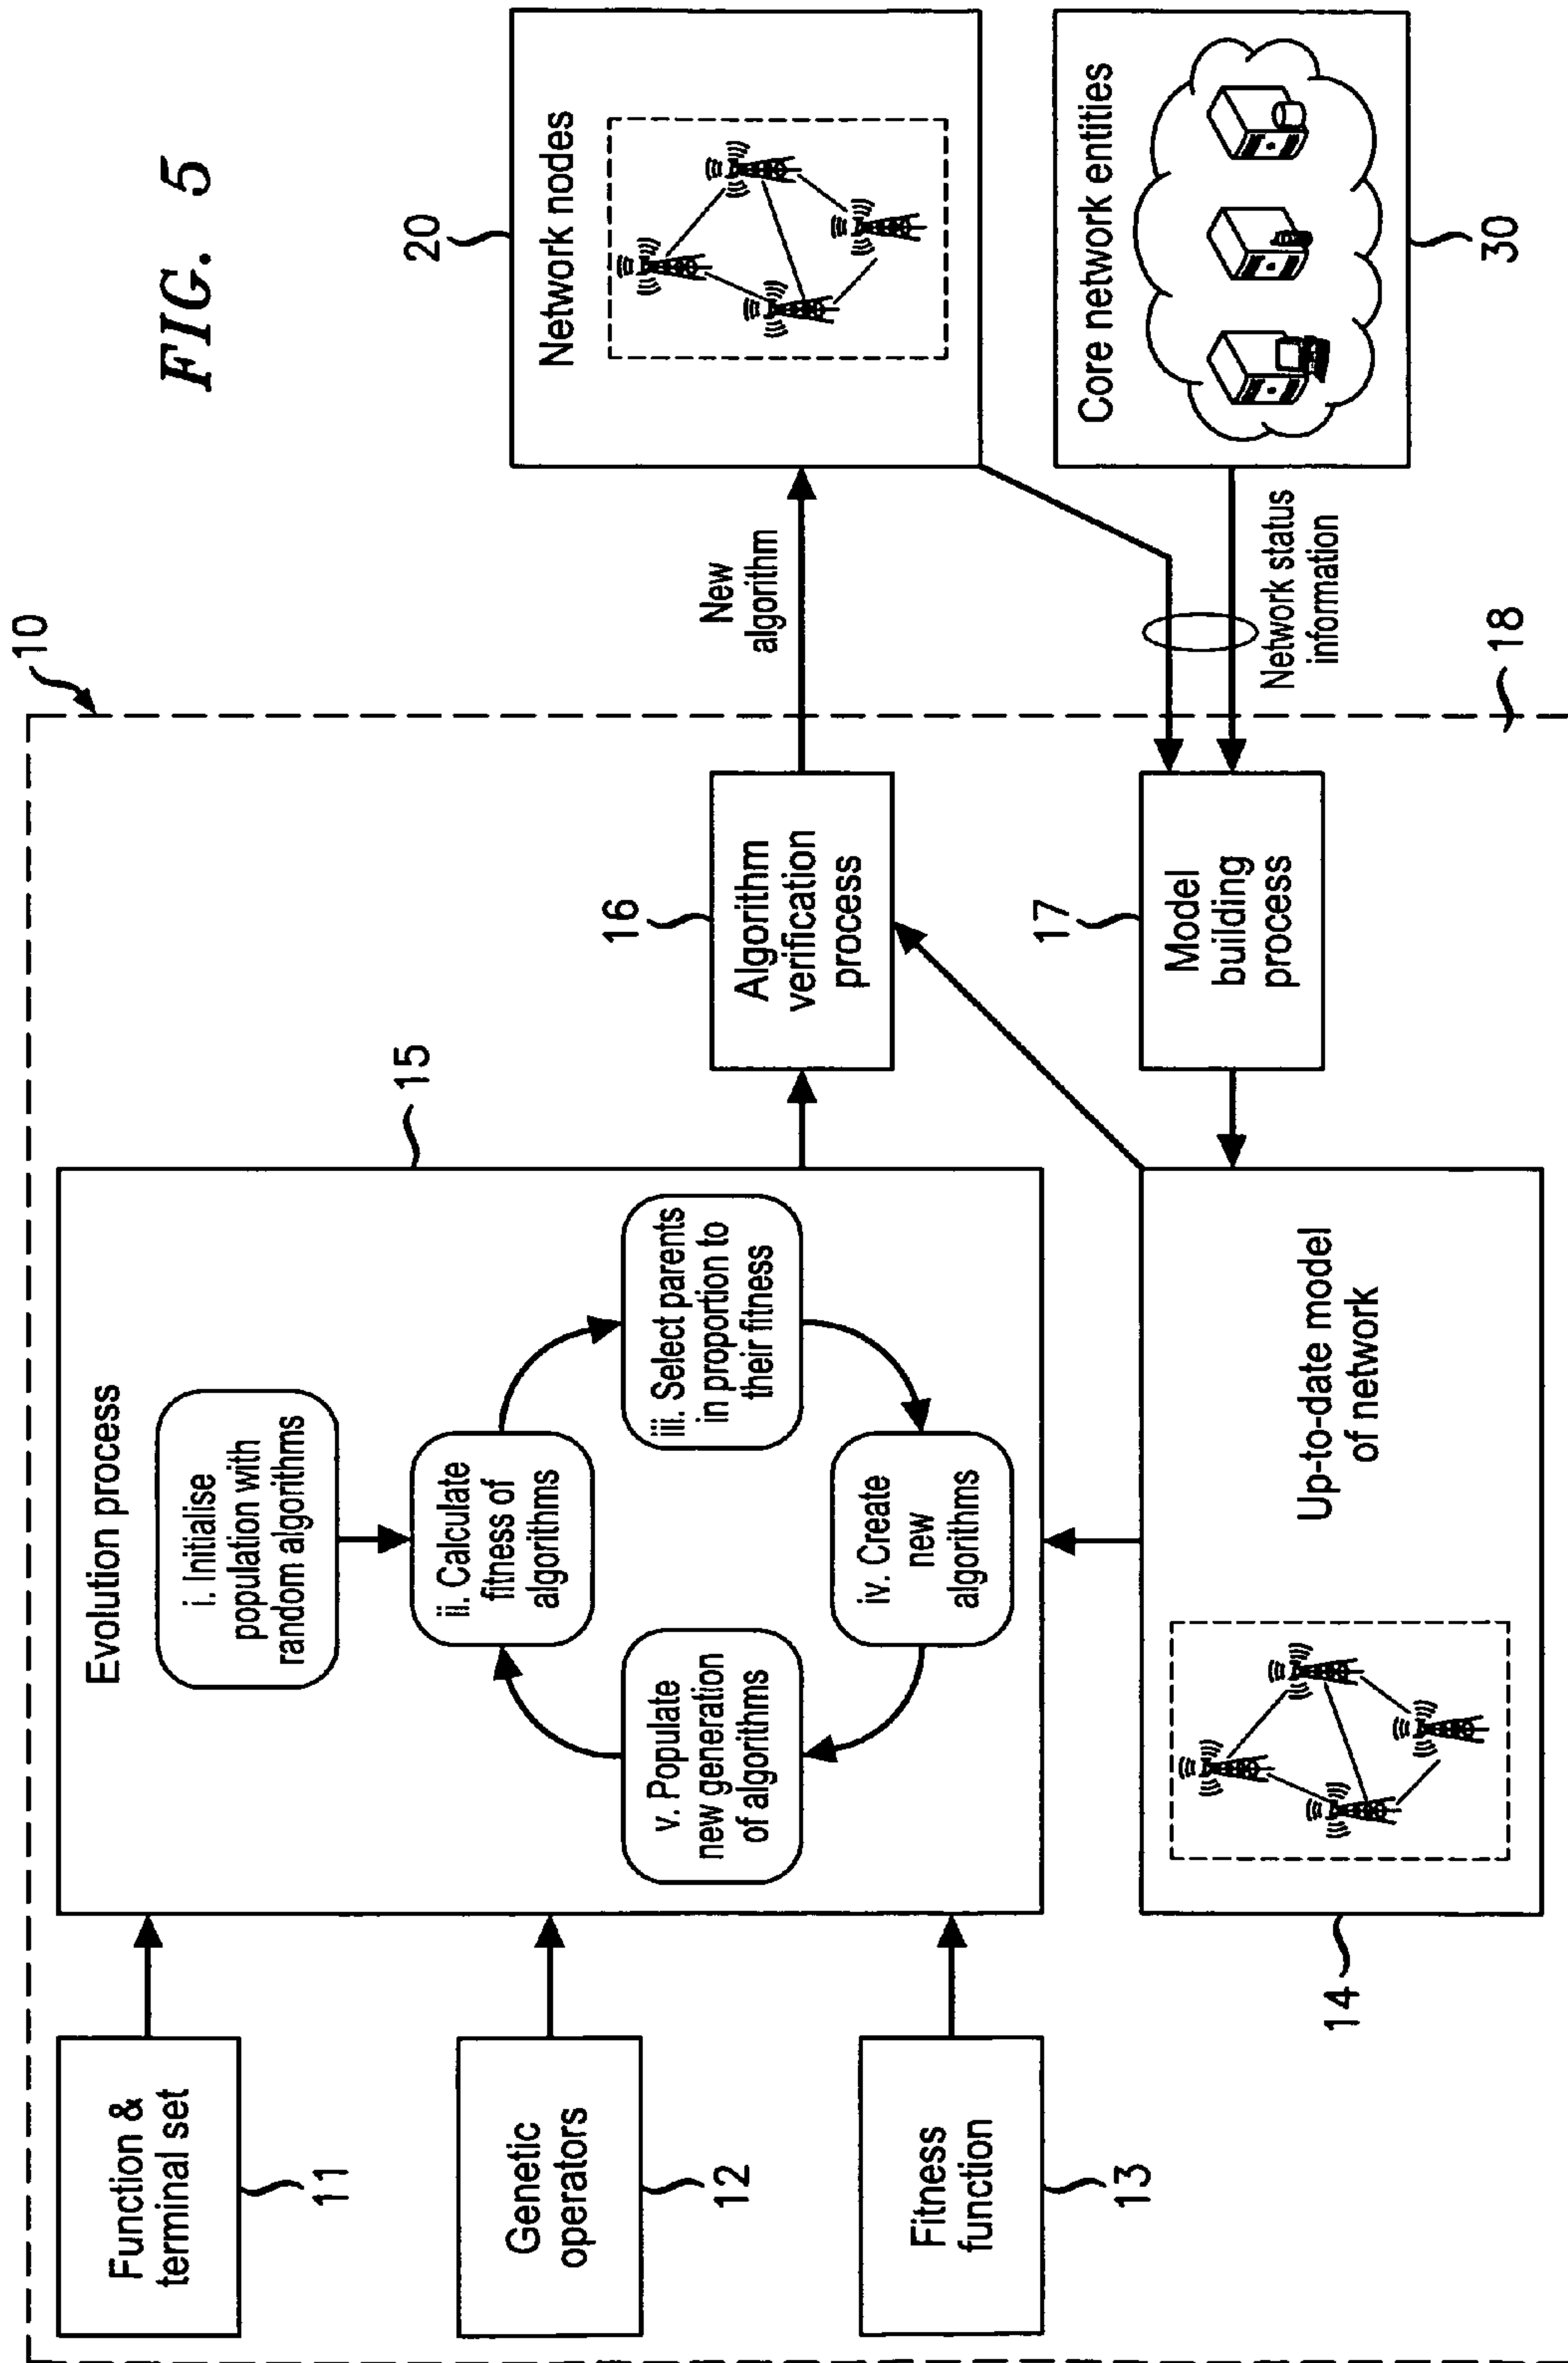 FIG. 5
10
Function &
terminal set
11
Genetic
operators
12
Fitness
function
13
Evolution process
i. Initialise
population with
random algorithms
ii. Calculate
fitness of
algorithms
iii. Select parents
in proportion to
their fitness
iv. Create
new
algorithms
v. Populate
new generation
of algorithms
15
Up-to-date model
of network
14
16
Algorithm
verification
process
17
Model
building
process
New
algorithm
Network status
information
18
20
Network nodes
Core network entities
30